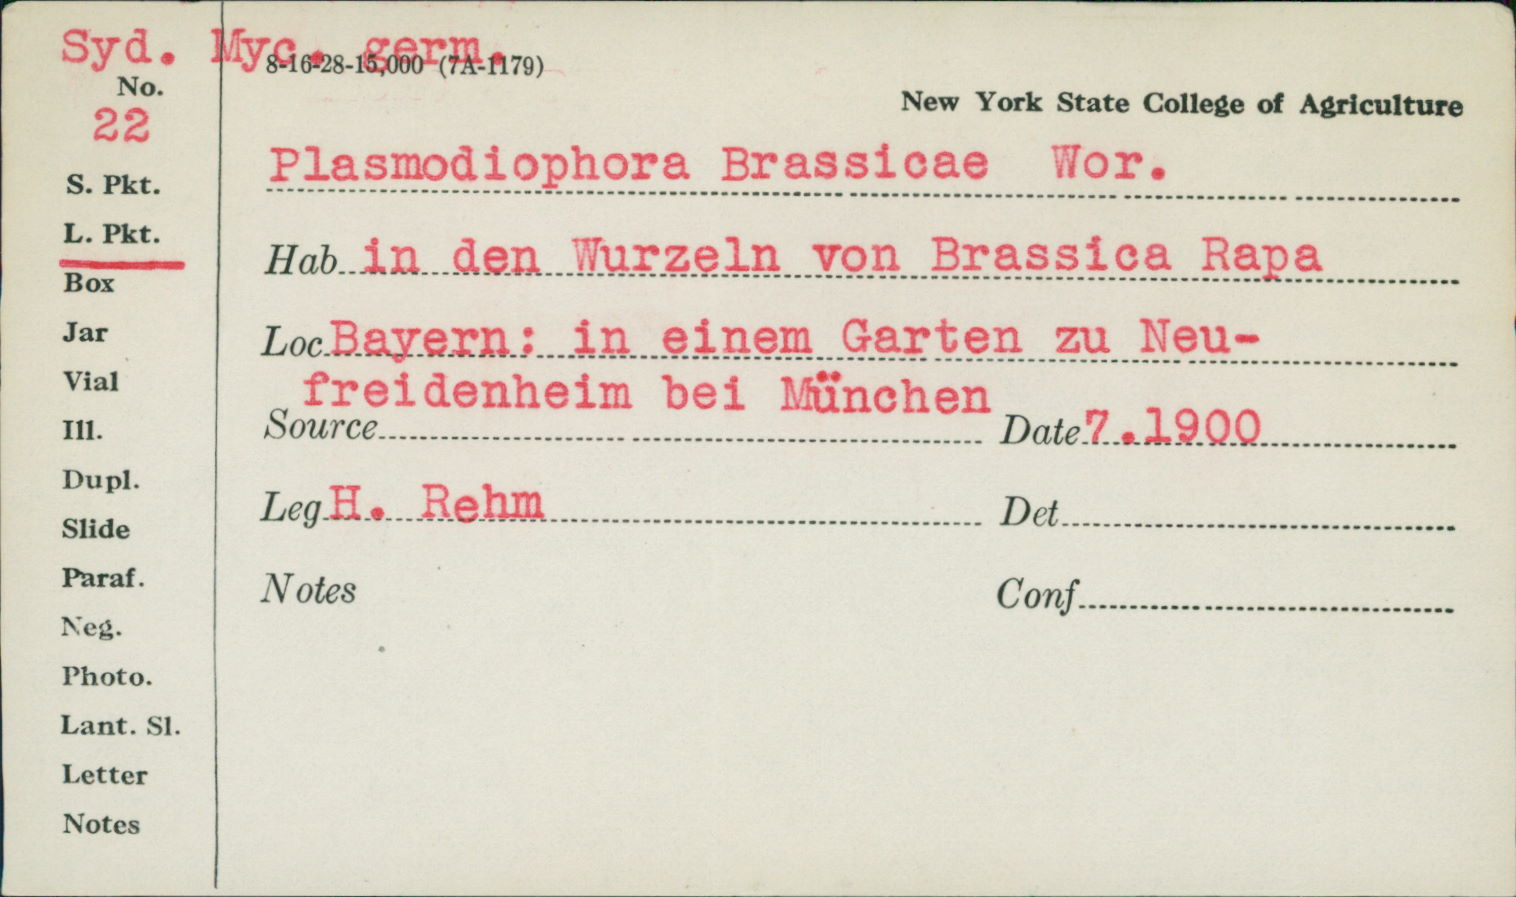 Syd. Myc. germ.
8-16-28-15,000 (7A-1179)
No.
22
New York State College of Agriculture
Plasmodiophora Brassicae Wor.
S. Pkt.
L. Pkt.
Hab. in den Wurzeln von Brassica Rapa
Box
Jar
Loc. Bayern: in einem Garten zu Neu-
freidenheim bei München
Vial
Ill.
Source Date 7.1900
Dupl.
Slide
Leg. H. Rehm Det
Paraf.
Notes Conf
Neg.
Photo.
Lant. Sl.
Letter
Notes